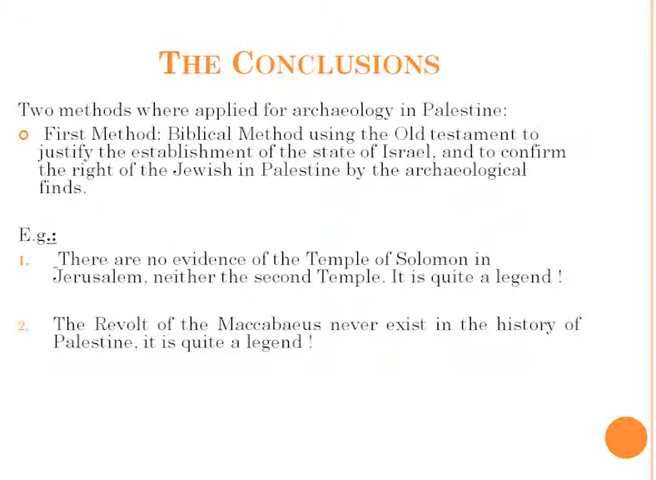 THE CONCLUSIONS
Two methods where applied for archaeology in Palestine:
First Method: Biblical Method using the Old testament to
justify the establishment of the state of Israel, and to confirm
the right of the Jewish in Palestine by the archaeological
finds.
E.g.:
1. There are no evidence of the Temple of Solomon in
Jerusalem, neither the second Temple. It is quite a legend !
2. The Revolt of the Maccabaeus never exist in the history of
Palestine, it is quite a legend !